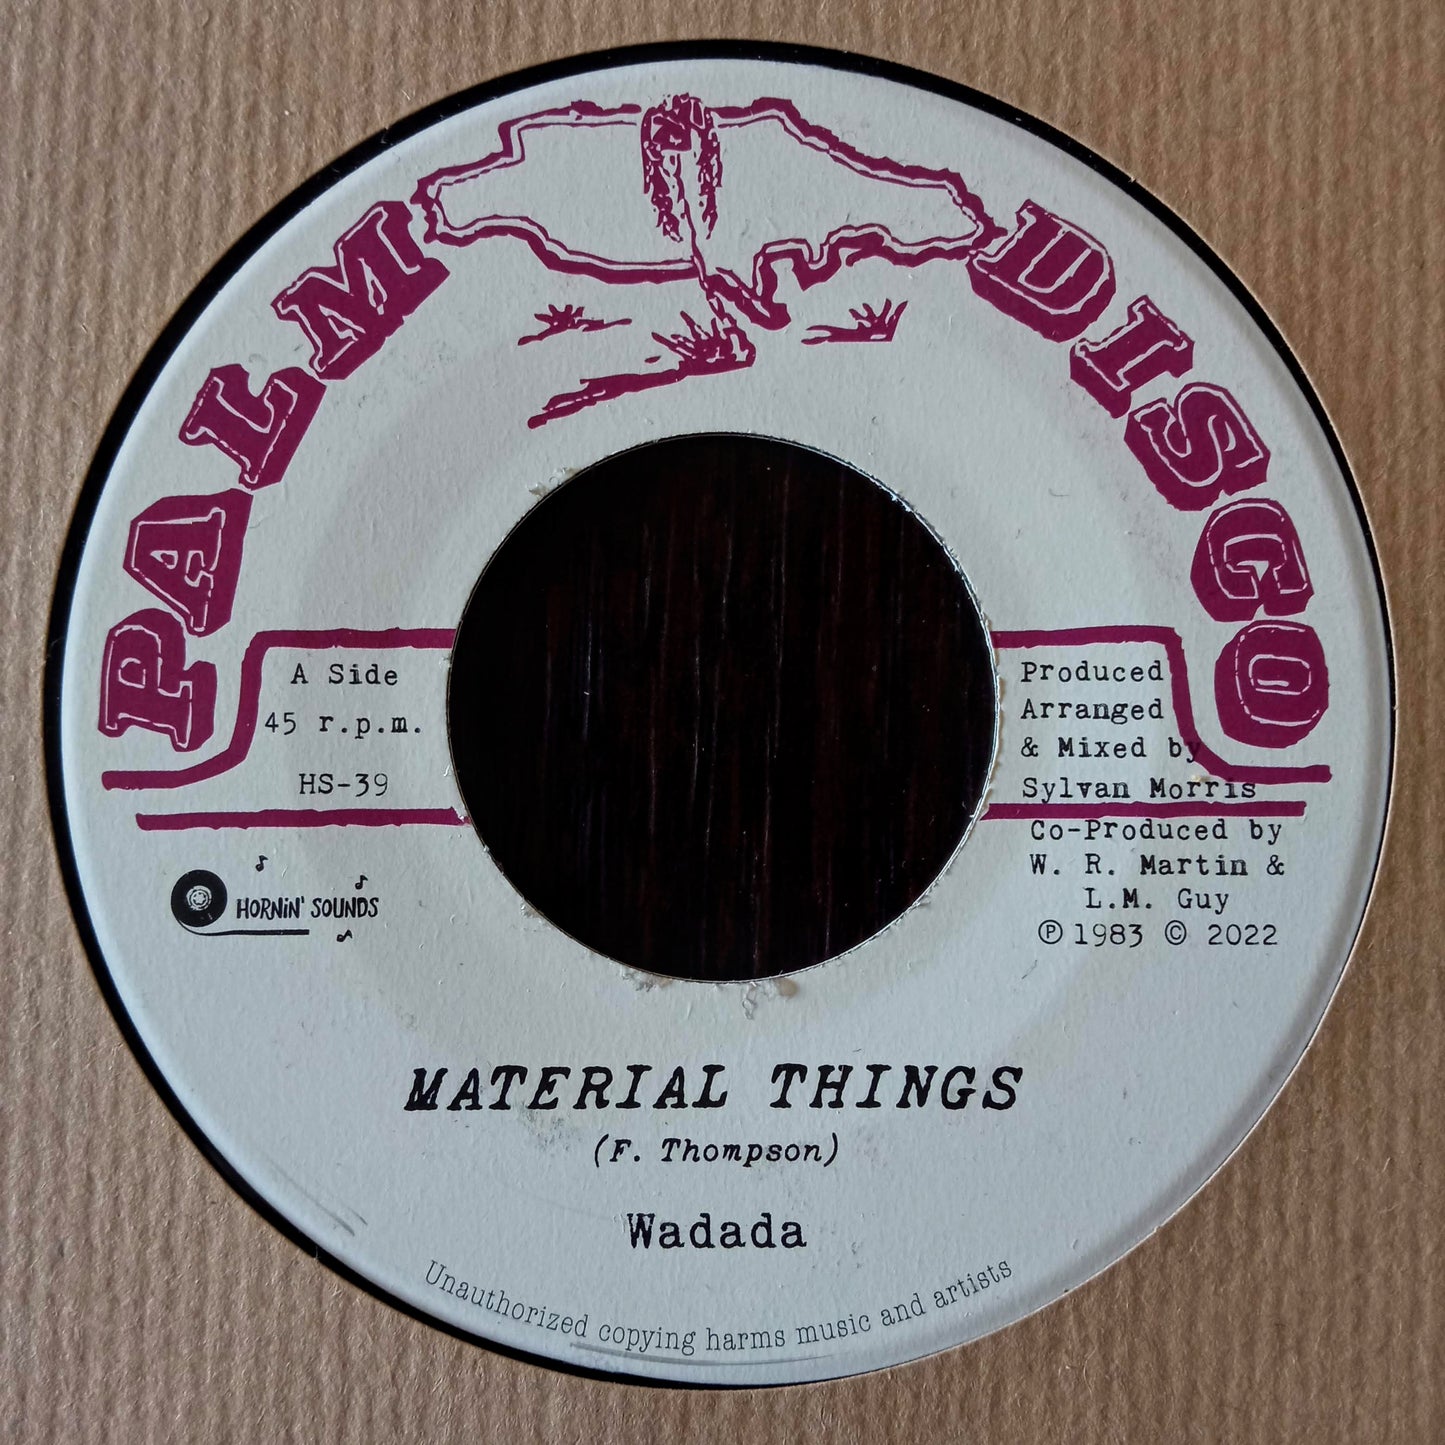 PALM DISCO
A Side
45 r.p.m.
HS-39
Produced
Arranged
& Mixed by
Sylvan Morris
Co-Produced by
W. R. Martin &
L.M. Guy
℗ 1983 © 2022
HORNiN' SOUNDS
MATERIAL THINGS
(F. Thompson)
Wadada
Unauthorized copying harms music and artists